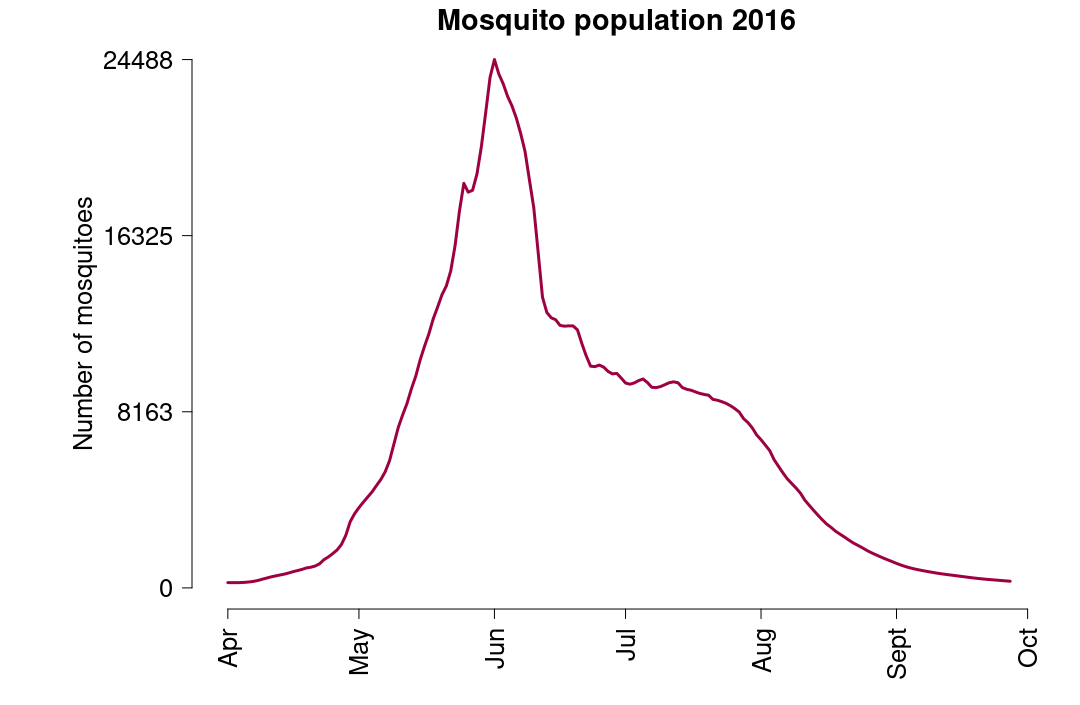 Mosquito population 2016
Number of mosquitoes
24488
16325
8163
0
Apr
May
Jun
Jul
Aug
Sept
Oct